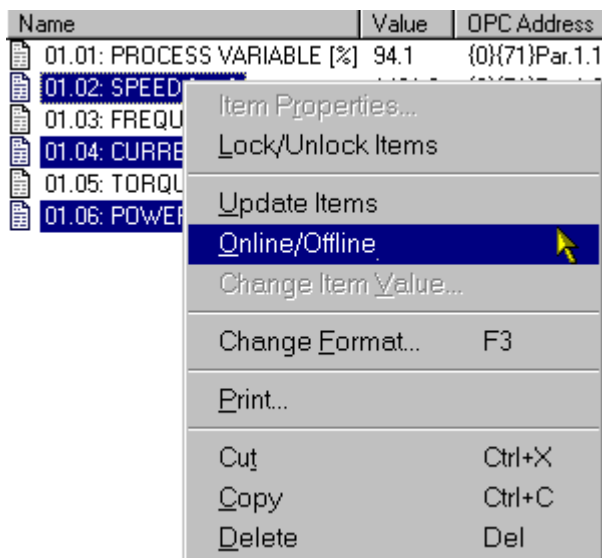 Name Value OPC Address
01.01: PROCESS VARIABLE [%] 94.1 {0}{71}Par.1.1
01.02: SPEED
01.03: FREQU
01.04: CURRE
01.05: TORQU
01.06: POWER
Item Properties...
Lock/Unlock Items
Update Items
Online/Offline
Change Item Value...
Change Format... F3
Print...
Cut Ctrl+X
Copy Ctrl+C
Delete Del